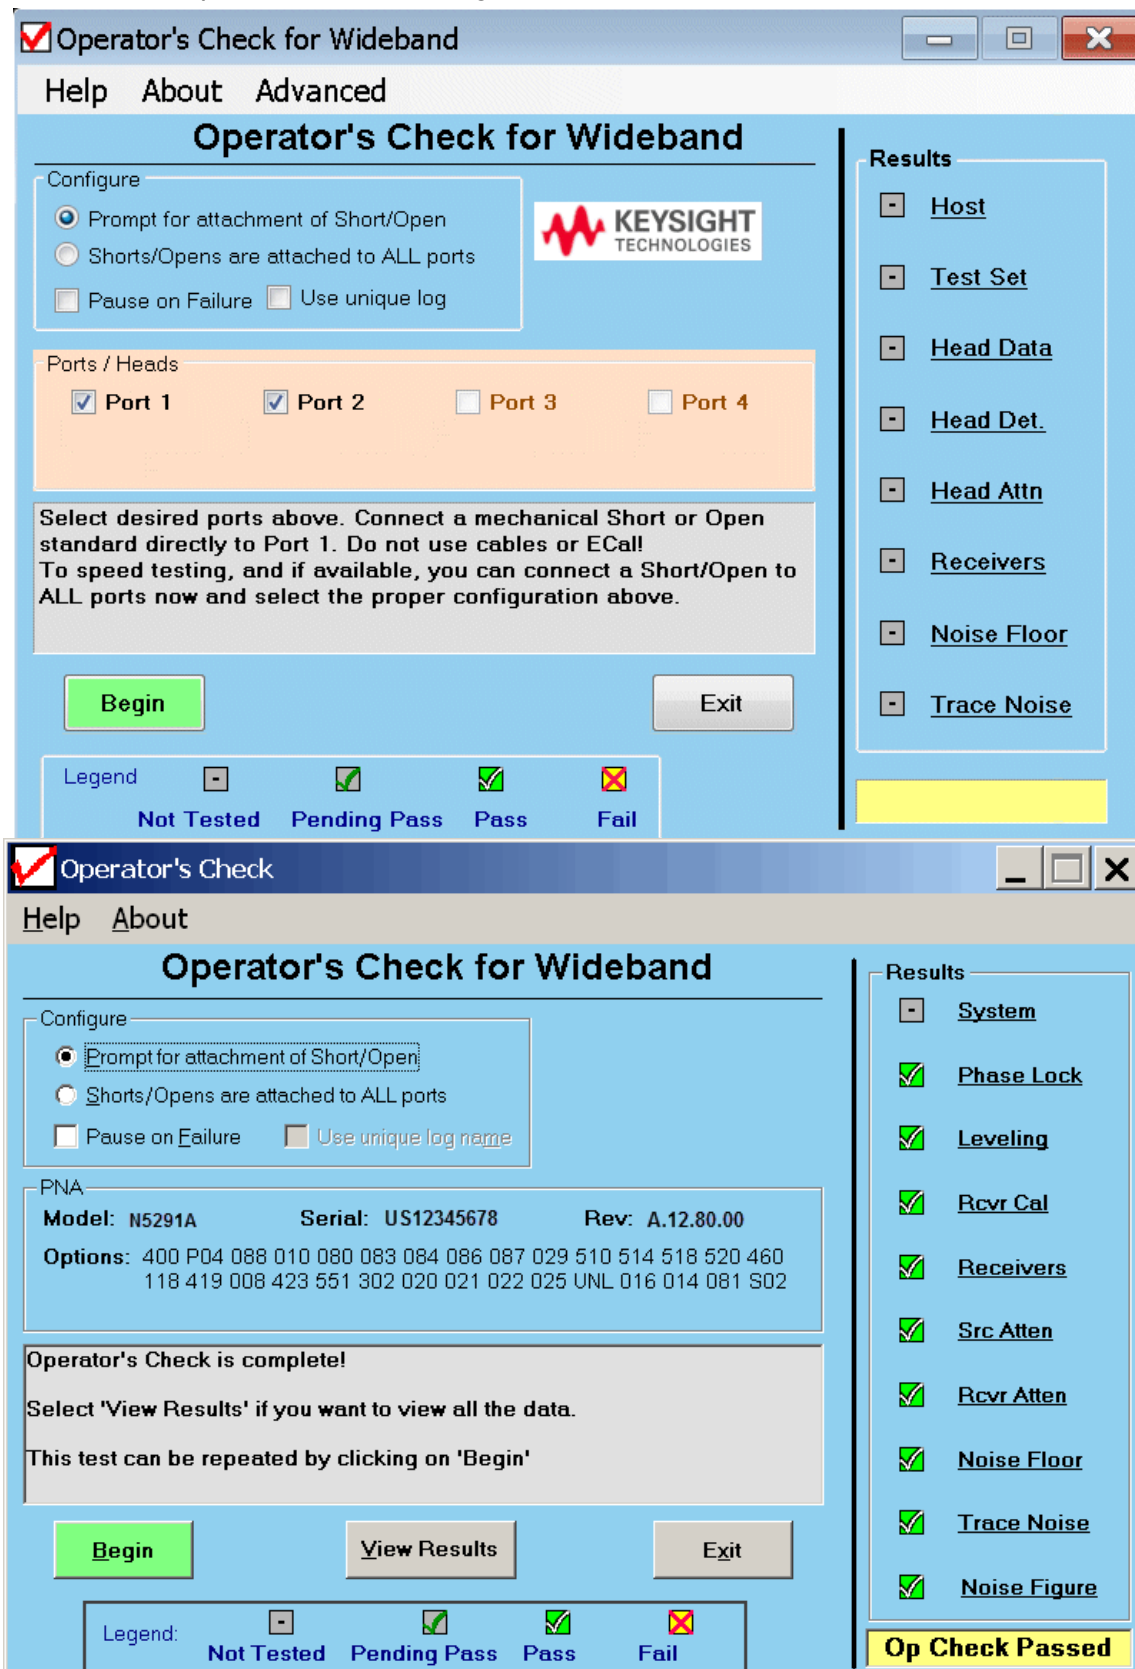 Operator's Check for Wideband
Help About Advanced
Operator's Check for Wideband
Configure
Prompt for attachment of Short/Open
Shorts/Opens are attached to ALL ports
Pause on Failure Use unique log
KEYSIGHT
TECHNOLOGIES
Ports / Heads
Port 1 Port 2 Port 3 Port 4
Select desired ports above. Connect a mechanical Short or Open
standard directly to Port 1. Do not use cables or ECal!
To speed testing, and if available, you can connect a Short/Open to
ALL ports now and select the proper configuration above.
Begin Exit
Legend
Not Tested Pending Pass Pass Fail
Results
Host
Test Set
Head Data
Head Det.
Head Attn
Receivers
Noise Floor
Trace Noise
Operator's Check
Help About
Operator's Check for Wideband
Configure
Prompt for attachment of Short/Open
Shorts/Opens are attached to ALL ports
Pause on Failure Use unique log name
PNA
Model: N5291A Serial: US12345678 Rev: A.12.80.00
Options: 400 P04 088 010 080 083 084 086 087 029 510 514 518 520 460
118 419 008 423 551 302 020 021 022 025 UNL 016 014 081 S02
Operator's Check is complete!
Select 'View Results' if you want to view all the data.
This test can be repeated by clicking on 'Begin'
Begin View Results Exit
Legend:
Not Tested Pending Pass Pass Fail
Results
System
Phase Lock
Leveling
Rcvr Cal
Receivers
Src Atten
Rcvr Atten
Noise Floor
Trace Noise
Noise Figure
Op Check Passed